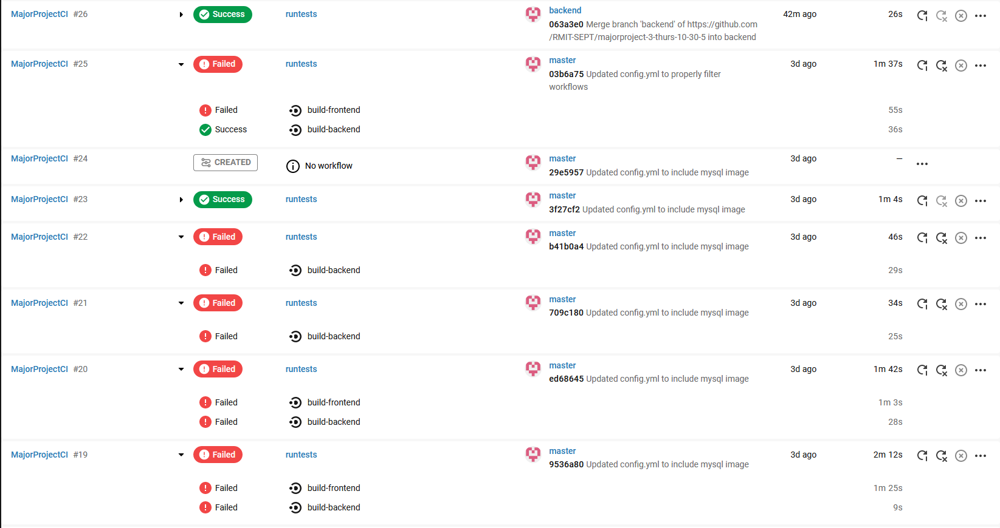 MajorProjectCI #26 Success runtests backend 42m ago 26s
063a3e0 Merge branch 'backend' of https://github.com
/RMIT-SEPT/majorproject-3-thurs-10-30-5 into backend
MajorProjectCI #25 Failed runtests master 3d ago 1m 37s
03b6a75 Updated config.yml to properly filter
workflows
Failed build-frontend 55s
Success build-backend 36s
MajorProjectCI #24 CREATED No workflow master 3d ago –
29e5957 Updated config.yml to include mysql image
MajorProjectCI #23 Success runtests master 3d ago 1m 4s
3f27cf2 Updated config.yml to include mysql image
MajorProjectCI #22 Failed runtests master 3d ago 46s
b41b0a4 Updated config.yml to include mysql image
Failed build-backend 29s
MajorProjectCI #21 Failed runtests master 3d ago 34s
709c180 Updated config.yml to include mysql image
Failed build-backend 25s
MajorProjectCI #20 Failed runtests master 3d ago 1m 42s
ed68645 Updated config.yml to include mysql image
Failed build-frontend 1m 3s
Failed build-backend 28s
MajorProjectCI #19 Failed runtests master 3d ago 2m 12s
9536a80 Updated config.yml to include mysql image
Failed build-frontend 1m 25s
Failed build-backend 9s